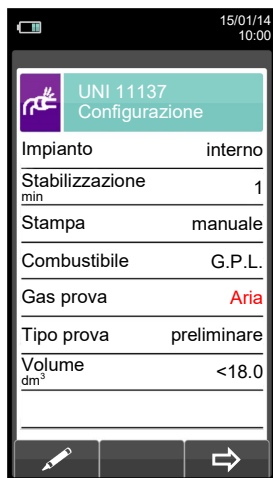 15/01/14
10:00
UNI 11137
Configurazione
Impianto interno
Stabilizzazione 1
min
Stampa manuale
Combustibile G.P.L.
Gas prova Aria
Tipo prova preliminare
Volume <18.0
dm³